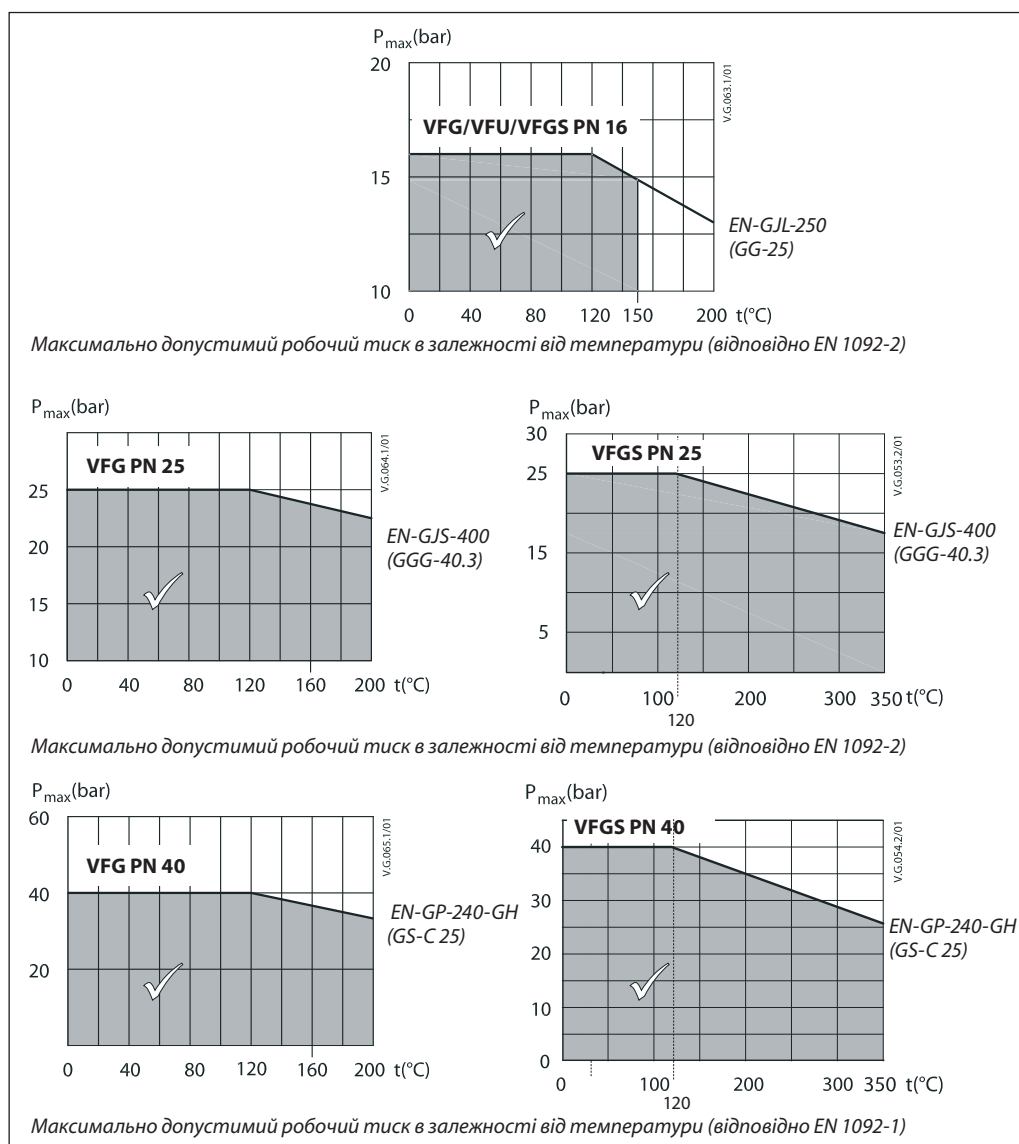 Pmax(bar)
20
15
10
VFG/VFU/VFGS PN 16
V.G.063.1/01
EN-GJL-250
(GG-25)
0 40 80 120 150 200 t(°C)
Максимально допустимий робочий тиск в залежності від температури (відповідно EN 1092-2)
Pmax(bar)
VFG PN 25
V.G.064.1/01
25
20
15
10
EN-GJS-400
(GGG-40.3)
0 40 80 120 160 200 t(°C)
Pmax(bar)
30
VFGS PN 25
V.G.053.2/01
25
15
5
EN-GJS-400
(GGG-40.3)
0 100 200 300 350 t(°C)
120
Максимально допустимий робочий тиск в залежності від температури (відповідно EN 1092-2)
Pmax(bar)
60
VFG PN 40
V.G.065.1/01
40
20
EN-GP-240-GH
(GS-C 25)
0 40 80 120 160 200 t(°C)
Pmax(bar)
VFGS PN 40
V.G.054.2/01
40
30
20
10
0
EN-GP-240-GH
(GS-C 25)
0 100 200 300 350 t(°C)
120
Максимально допустимий робочий тиск в залежності від температури (відповідно EN 1092-1)